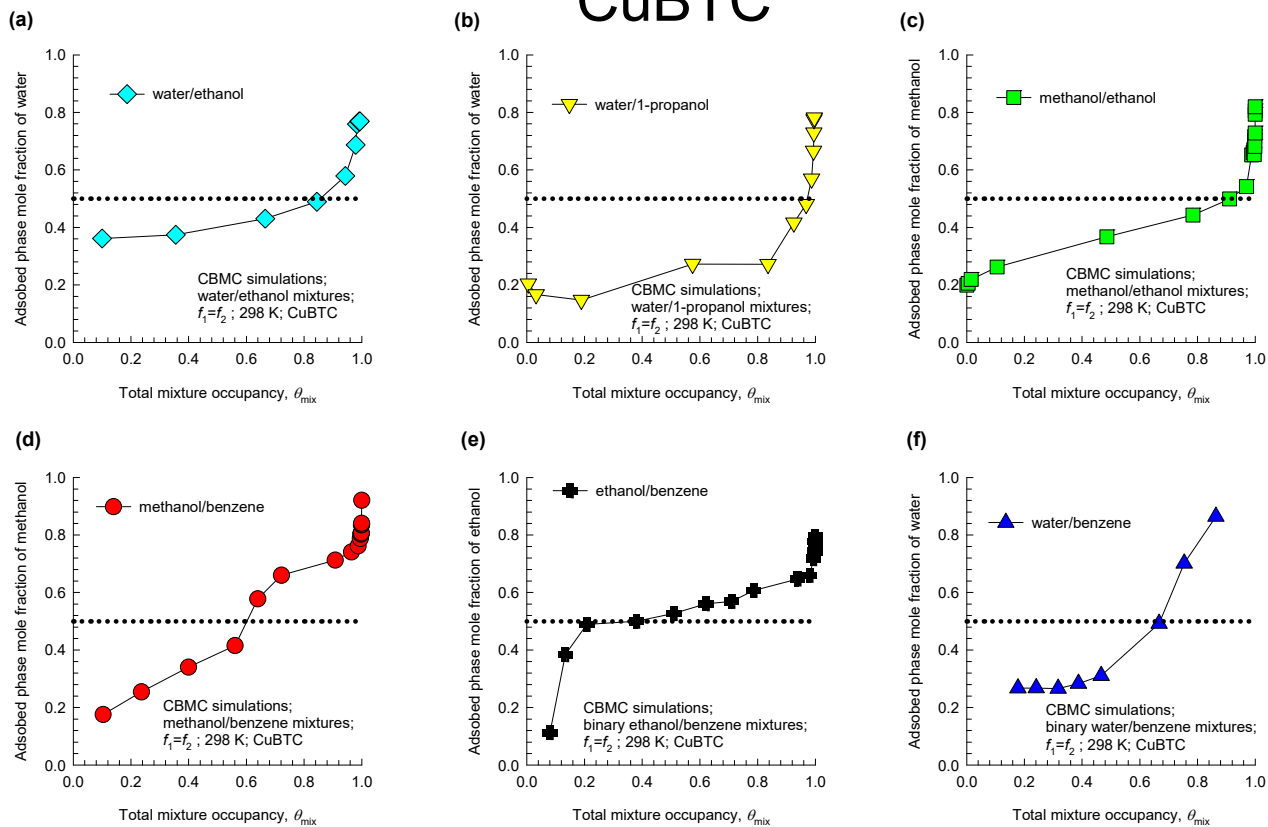 CuBTC
(a)
Adsobed phase mole fraction of water
1.0
0.8
0.6
0.4
0.2
0.0
water/ethanol
CBMC simulations;
water/ethanol mixtures;
f1=f2 ; 298 K; CuBTC
0.0 0.2 0.4 0.6 0.8 1.0
Total mixture occupancy, θmix
(b)
Adsobed phase mole fraction of water
1.0
0.8
0.6
0.4
0.2
0.0
water/1-propanol
CBMC simulations;
water/1-propanol mixtures;
f1=f2 ; 298 K; CuBTC
0.0 0.2 0.4 0.6 0.8 1.0
Total mixture occupancy, θmix
(c)
Adsobed phase mole fraction of methanol
1.0
0.8
0.6
0.4
0.2
0.0
methanol/ethanol
CBMC simulations;
methanol/ethanol mixtures;
f1=f2 ; 298 K; CuBTC
0.0 0.2 0.4 0.6 0.8 1.0
Total mixture occupancy, θmix
(d)
Adsobed phase mole fraction of methanol
1.0
0.8
0.6
0.4
0.2
0.0
methanol/benzene
CBMC simulations;
methanol/benzene mixtures;
f1=f2 ; 298 K; CuBTC
0.0 0.2 0.4 0.6 0.8 1.0
Total mixture occupancy, θmix
(e)
Adsobed phase mole fraction of ethanol
1.0
0.8
0.6
0.4
0.2
0.0
ethanol/benzene
CBMC simulations;
binary ethanol/benzene mixtures;
f1=f2 ; 298 K; CuBTC
0.0 0.2 0.4 0.6 0.8 1.0
Total mixture occupancy, θmix
(f)
Adsobed phase mole fraction of water
1.0
0.8
0.6
0.4
0.2
0.0
water/benzene
CBMC simulations;
binary water/benzene mixtures;
f1=f2 ; 298 K; CuBTC
0.0 0.2 0.4 0.6 0.8 1.0
Total mixture occupancy, θmix